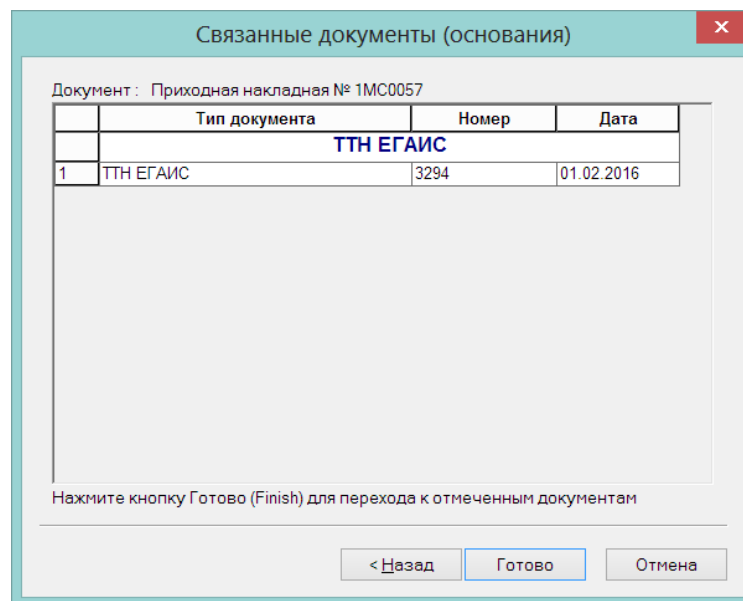 Связанные документы (основания)
Документ : Приходная накладная № 1МС0057
Тип документа Номер Дата
ТТН ЕГАИС
1 ТТН ЕГАИС 3294 01.02.2016
Нажмите кнопку Готово (Finish) для перехода к отмеченным документам
< Назад Готово Отмена